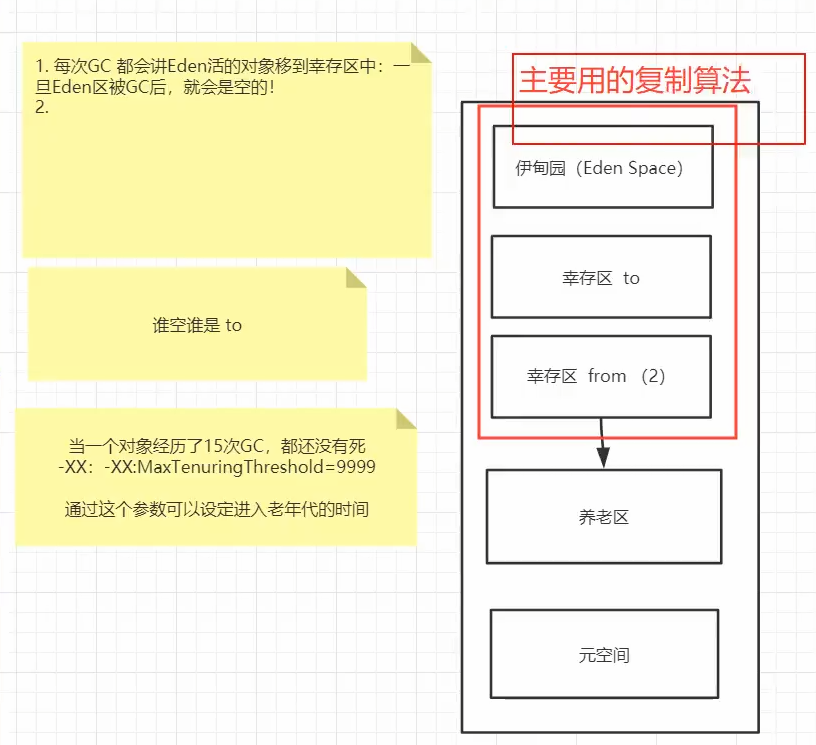 1. 每次GC 都会讲Eden活的对象移到幸存区中：一
旦Eden区被GC后，就会是空的！
2.
谁空谁是 to
当一个对象经历了15次GC，都还没有死
-XX：-XX:MaxTenuringThreshold=9999
通过这个参数可以设定进入老年代的时间
主要用的复制算法
伊甸园（Eden Space）
幸存区 to
幸存区 from （2）
养老区
元空间